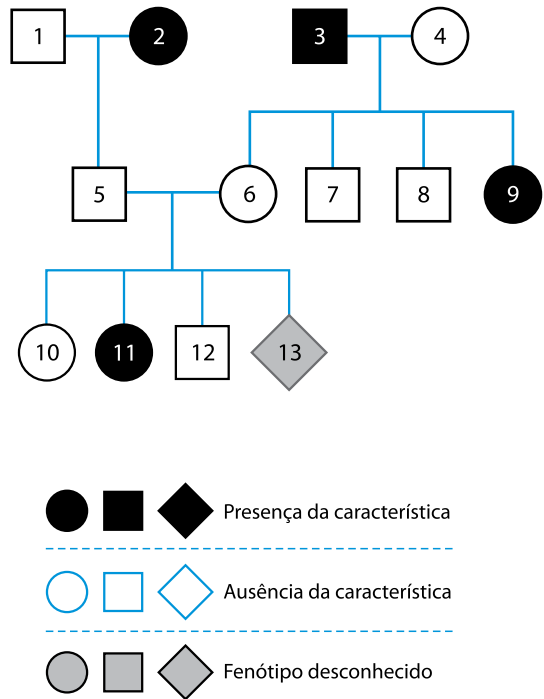 1 2 3 4
5 6 7 8 9
10 11 12 13
Presença da característica
Ausência da característica
Fenótipo desconhecido